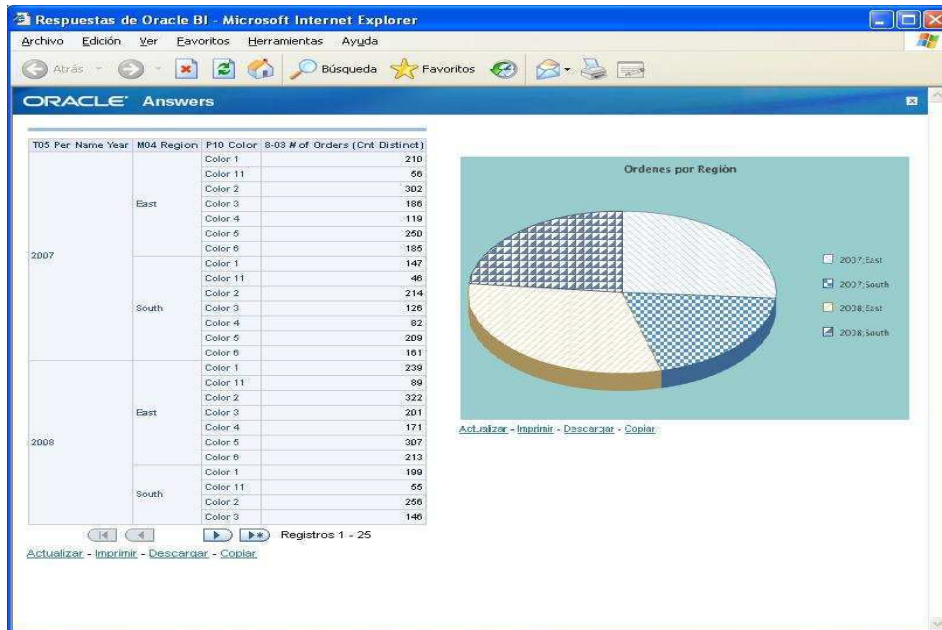 Respuestas de Oracle BI - Microsoft Internet Explorer
Archivo Edición Ver Favoritos Herramientas Ayuda
Atrás Búsqueda Favoritos
ORACLE Answers
T05 Per Name Year M04 Region P10 Color 8-03 # of Orders (Cnt Distinct)
2007 East Color 1 210
Color 11 56
Color 2 302
Color 3 186
Color 4 119
Color 5 250
Color 6 185
South Color 1 147
Color 11 46
Color 2 214
Color 3 126
Color 4 82
Color 5 209
Color 6 161
2008 East Color 1 239
Color 11 89
Color 2 322
Color 3 201
Color 4 171
Color 5 307
Color 6 213
South Color 1 199
Color 11 55
Color 2 256
Color 3 146
Registros 1 - 25
Actualizar - Imprimir - Descargar - Copiar
Ordenes por Región
2007;East
2007;South
2008;East
2008;South
Actualizar - Imprimir - Descargar - Copiar